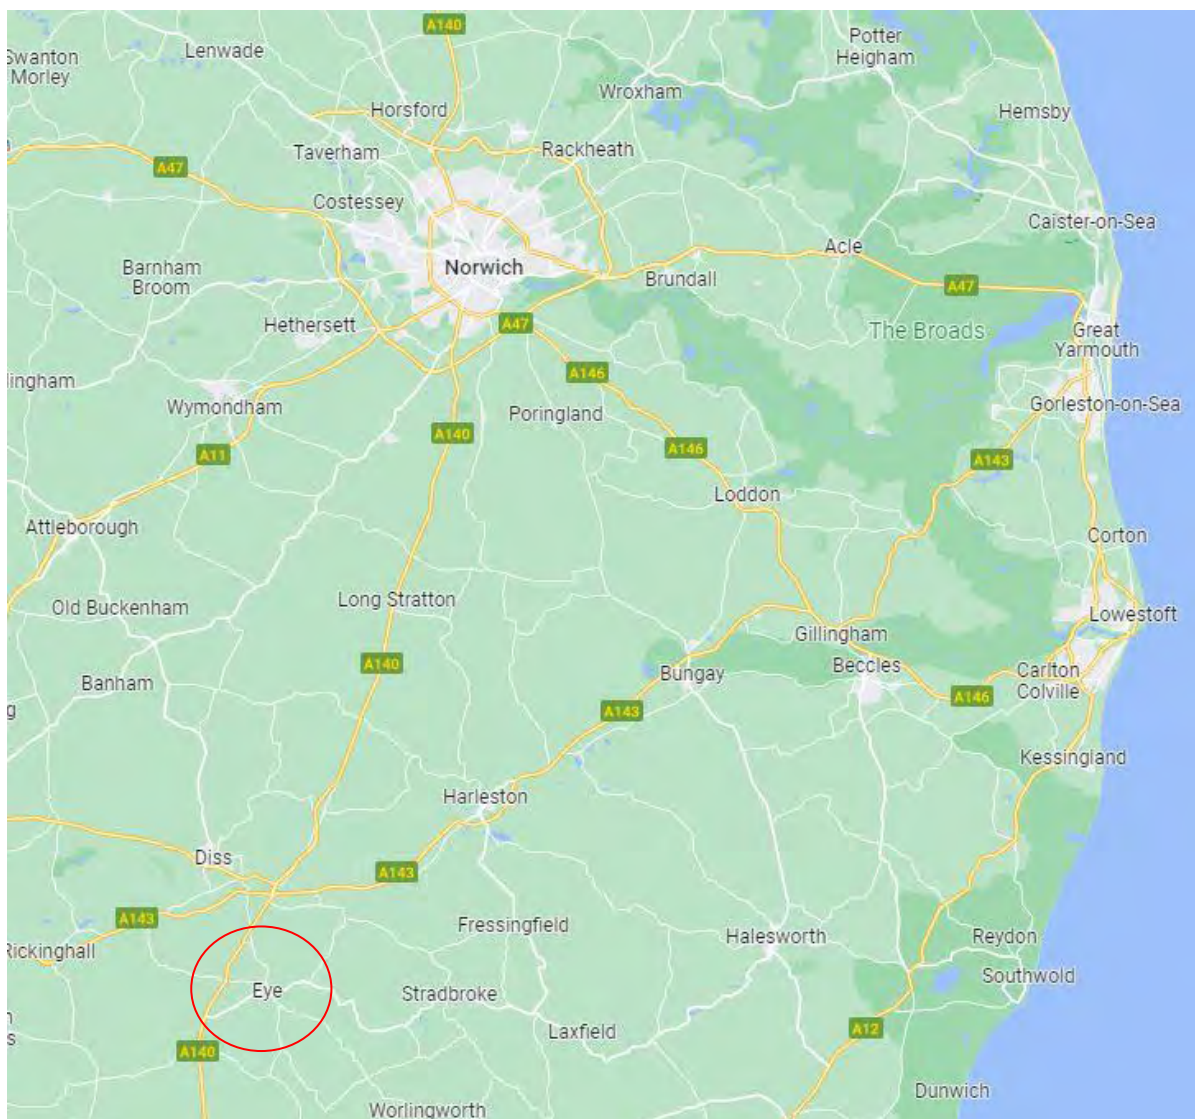 A140
Potter
Heigham
Swanton
Morley
Lenwade
Wroxham
Horsford
Hemsby
Taverham
Rackheath
A47
Costessey
Caister-on-Sea
Acle
Barnham
Broom
Norwich
Brundall
A47
Hethersett
A47
The Broads
Great
Yarmouth
A146
lingham
Wymondham
Poringland
Gorleston-on-Sea
A140
A146
A11
A143
Loddon
Attleborough
Corton
Old Buckenham
Long Stratton
Lowestoft
Gillingham
A140
Bungay
Beccles
Carlton
Colville
Banham
A146
g
A143
Kessingland
Harleston
Diss
A143
A143
Fressingfield
Halesworth
Reydon
Rickinghall
Southwold
Eye
Stradbroke
Laxfield
A12
s
A140
Dunwich
Worlingworth